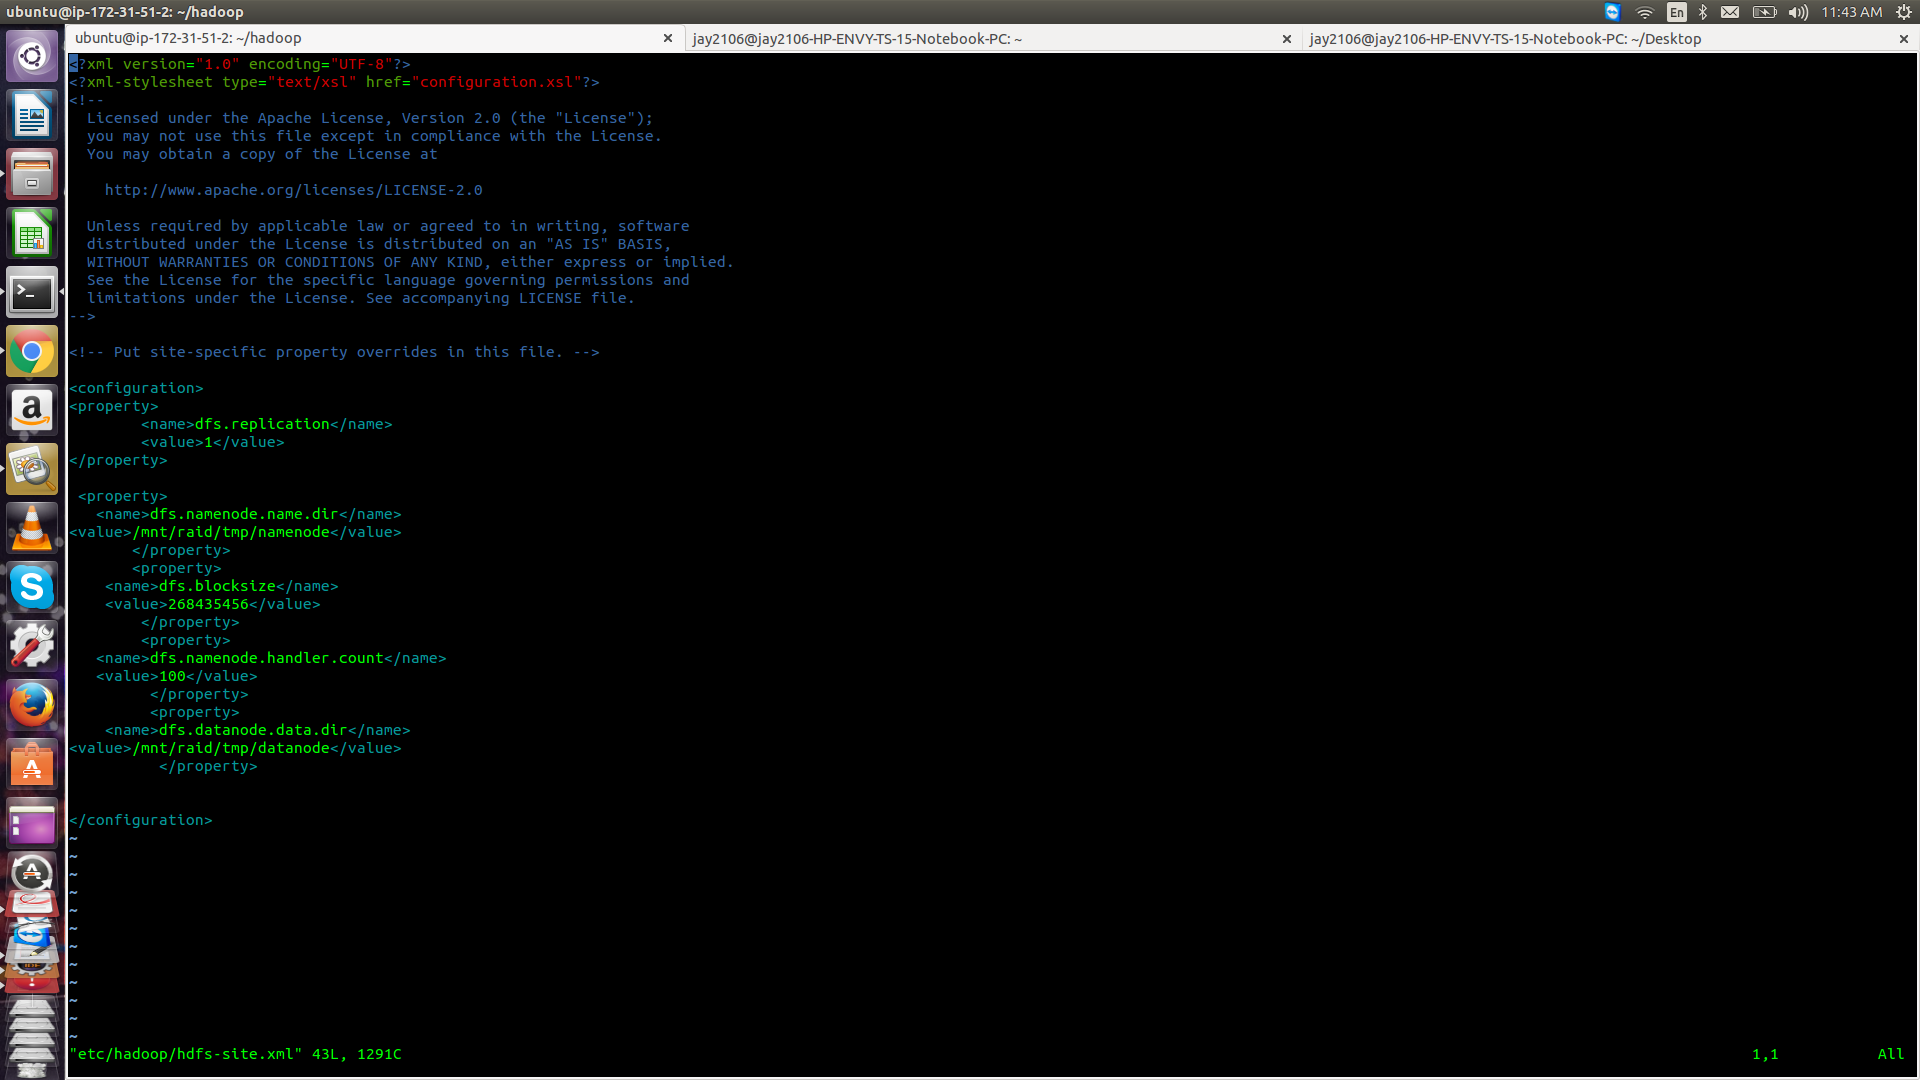 ubuntu@ip-172-31-51-2: ~/hadoop
En
11:43 AM
ubuntu@ip-172-31-51-2: ~/hadoop
jay2106@jay2106-HP-ENVY-TS-15-Notebook-PC: ~
jay2106@jay2106-HP-ENVY-TS-15-Notebook-PC: ~/Desktop
<?xml version="1.0" encoding="UTF-8"?>
<?xml-stylesheet type="text/xsl" href="configuration.xsl"?>
<!--
  Licensed under the Apache License, Version 2.0 (the "License");
  you may not use this file except in compliance with the License.
  You may obtain a copy of the License at
    http://www.apache.org/licenses/LICENSE-2.0
  Unless required by applicable law or agreed to in writing, software
  distributed under the License is distributed on an "AS IS" BASIS,
  WITHOUT WARRANTIES OR CONDITIONS OF ANY KIND, either express or implied.
  See the License for the specific language governing permissions and
  limitations under the License. See accompanying LICENSE file.
-->
<!-- Put site-specific property overrides in this file. -->
<configuration>
<property>
        <name>dfs.replication</name>
        <value>1</value>
</property>
 <property>
   <name>dfs.namenode.name.dir</name>
<value>/mnt/raid/tmp/namenode</value>
       </property>
       <property>
    <name>dfs.blocksize</name>
    <value>268435456</value>
        </property>
        <property>
   <name>dfs.namenode.handler.count</name>
   <value>100</value>
         </property>
         <property>
    <name>dfs.datanode.data.dir</name>
<value>/mnt/raid/tmp/datanode</value>
          </property>
</configuration>
~
~
~
~
~
~
~
~
~
~
~
~
"etc/hadoop/hdfs-site.xml" 43L, 1291C
1,1
All